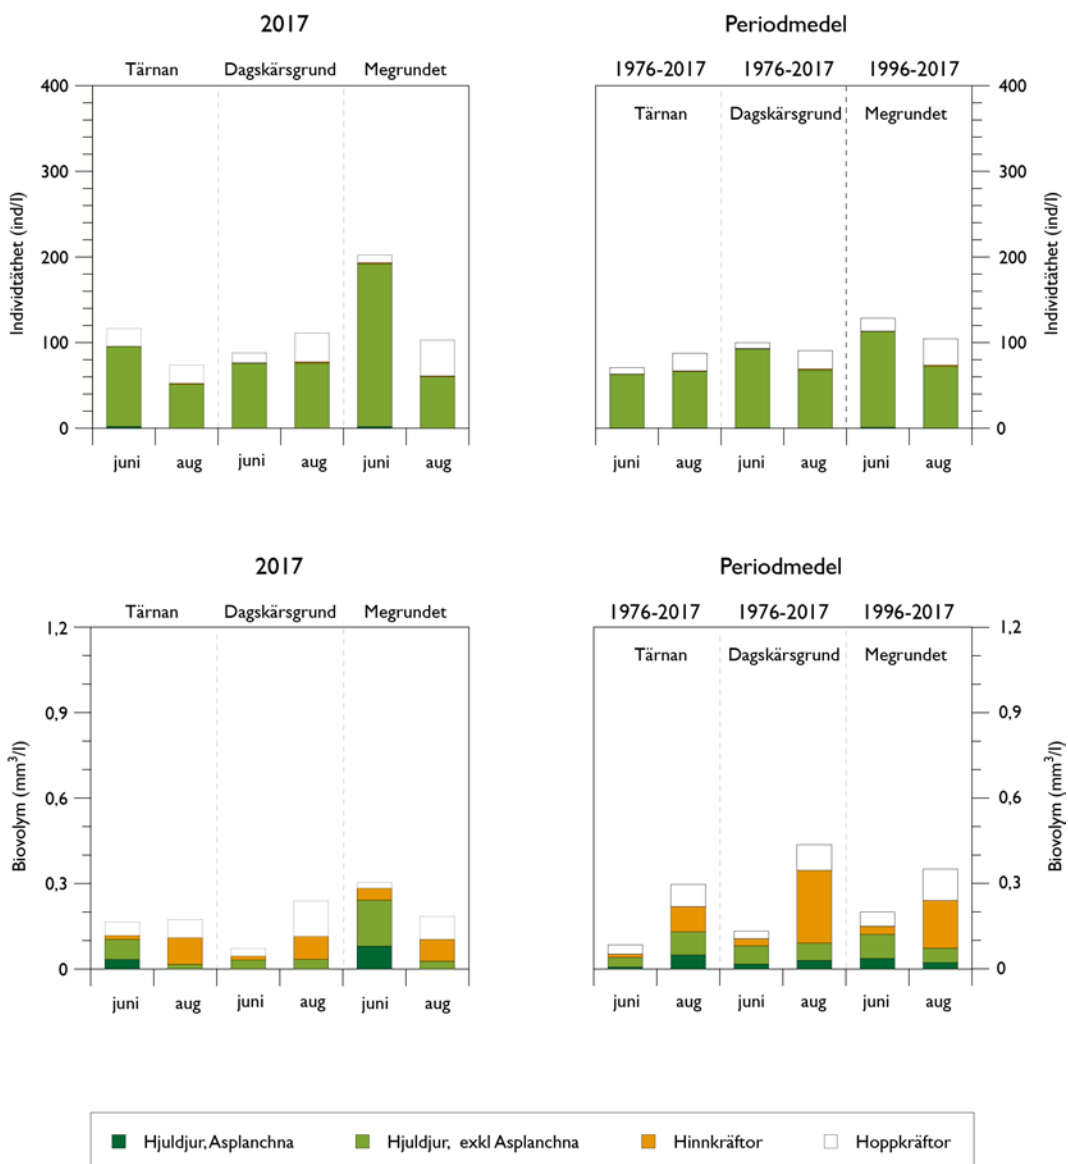 2017
Periodmedel
Tärnan Dagskärsgrund Megrundet
1976-2017 1976-2017 1996-2017
Tärnan Dagskärsgrund Megrundet
400
300
200
100
0
Individtäthet (ind/l)
400
300
200
100
0
Individtäthet (ind/l)
juni aug juni aug juni aug
juni aug juni aug juni aug
2017
Periodmedel
Tärnan Dagskärsgrund Megrundet
1976-2017 1976-2017 1996-2017
Tärnan Dagskärsgrund Megrundet
1,2
0,9
0,6
0,3
0
Biovolym (mm³/l)
1,2
0,9
0,6
0,3
0
Biovolym (mm³/l)
juni aug juni aug juni aug
juni aug juni aug juni aug
Hjuldjur, Asplanchna Hjuldjur, exkl Asplanchna Hinnkräftor Hoppkräftor